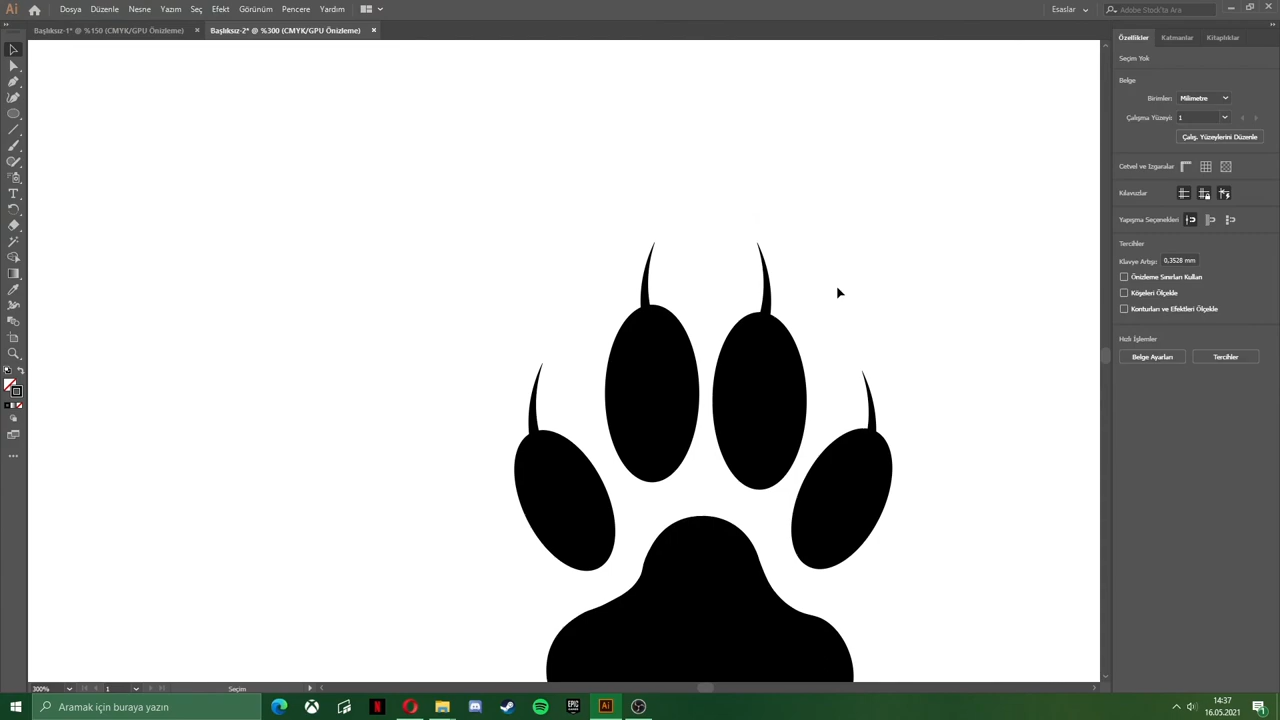 Ai Dosya Düzenle Nesne Yazım Seç Efekt Görünüm Pencere Yardım Esaslar Adobe Stock'ta Ara
Başlıksız-1* @ %150 (CMYK/GPU Önizleme) × Başlıksız-2* @ %300 (CMYK/GPU Önizleme) ×
Özellikler Katmanlar Kitaplıklar
Seçim Yok
Belge
Birimler: Milimetre
Çalışma Yüzeyi: 1
Çalış. Yüzeylerini Düzenle
Cetvel ve Izgaralar
Kılavuzlar
Yapışma Seçenekleri
Tercihler
Klavye Artışı: 0,3528 mm
Önizleme Sınırları Kullan
Köşeleri Ölçekle
Konturları ve Efektleri Ölçekle
Hızlı İşlemler
Belge Ayarları Tercihler
300% 1 Seçim
Aramak için buraya yazın
14:37
16.05.2021